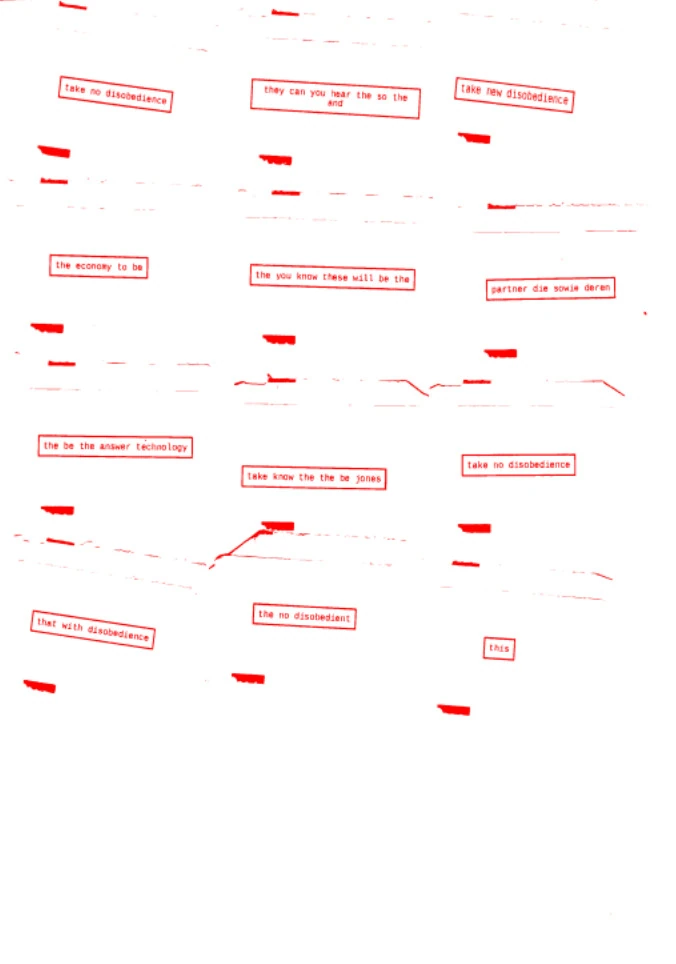 take no disobedience
they can you hear the so the
and
take new disobedience
the economy to be
the you know these will be the
partner die sowie deren
the be the answer technology
take know the the be jones
take no disobedience
that with disobedience
the no disobedient
this